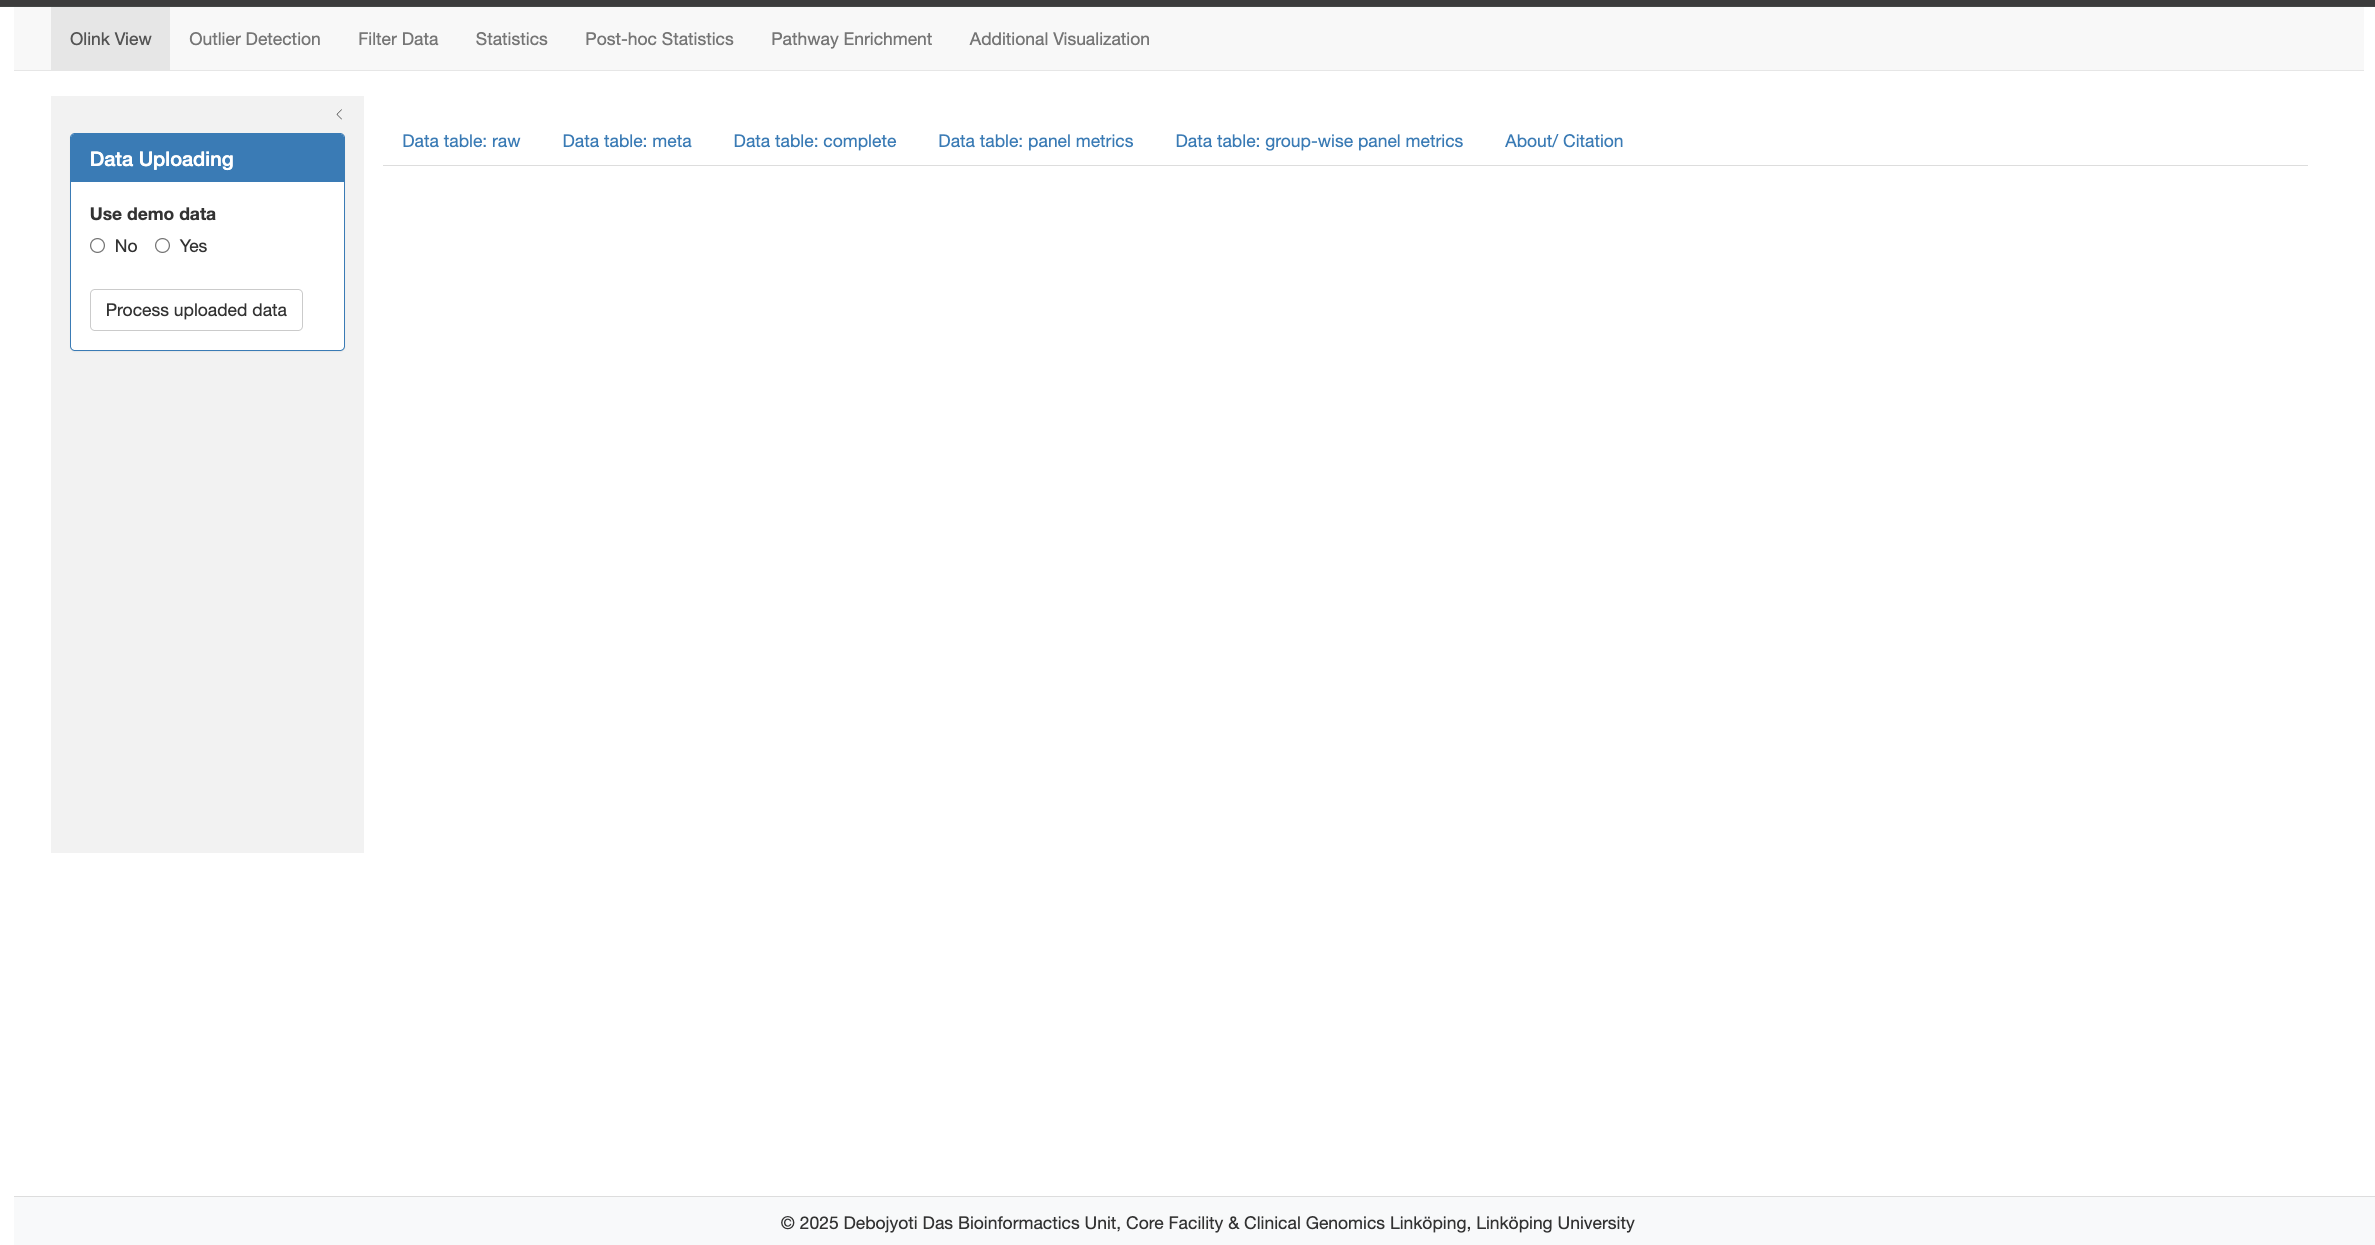 Olink View Outlier Detection Filter Data Statistics Post-hoc Statistics Pathway Enrichment Additional Visualization
Data Uploading
Use demo data
No Yes
Process uploaded data
Data table: raw Data table: meta Data table: complete Data table: panel metrics Data table: group-wise panel metrics About/ Citation
© 2025 Debojyoti Das Bioinformactics Unit, Core Facility & Clinical Genomics Linköping, Linköping University